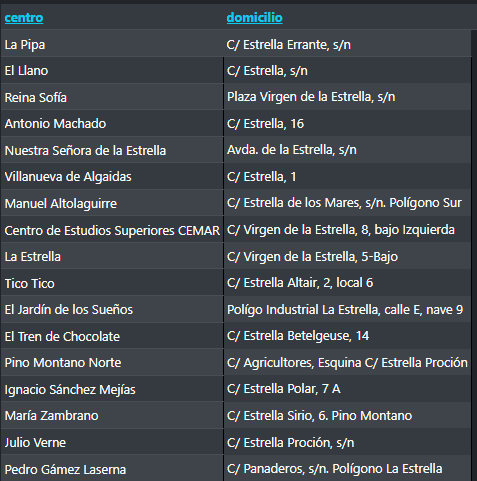 centro domicilio
La Pipa C/ Estrella Errante, s/n
El Llano C/ Estrella, s/n
Reina Sofía Plaza Virgen de la Estrella, s/n
Antonio Machado C/ Estrella, 16
Nuestra Señora de la Estrella Avda. de la Estrella, s/n
Villanueva de Algaidas C/ Estrella, 1
Manuel Altolaguirre C/ Estrella de los Mares, s/n. Polígono Sur
Centro de Estudios Superiores CEMAR C/ Virgen de la Estrella, 8, bajo Izquierda
La Estrella C/ Virgen de la Estrella, 5-Bajo
Tico Tico C/ Estrella Altair, 2, local 6
El Jardín de los Sueños Polígo Industrial La Estrella, calle E, nave 9
El Tren de Chocolate C/ Estrella Betelgeuse, 14
Pino Montano Norte C/ Agricultores, Esquina C/ Estrella Proción
Ignacio Sánchez Mejías C/ Estrella Polar, 7 A
María Zambrano C/ Estrella Sirio, 6. Pino Montano
Julio Verne C/ Estrella Proción, s/n
Pedro Gámez Laserna C/ Panaderos, s/n. Polígono La Estrella